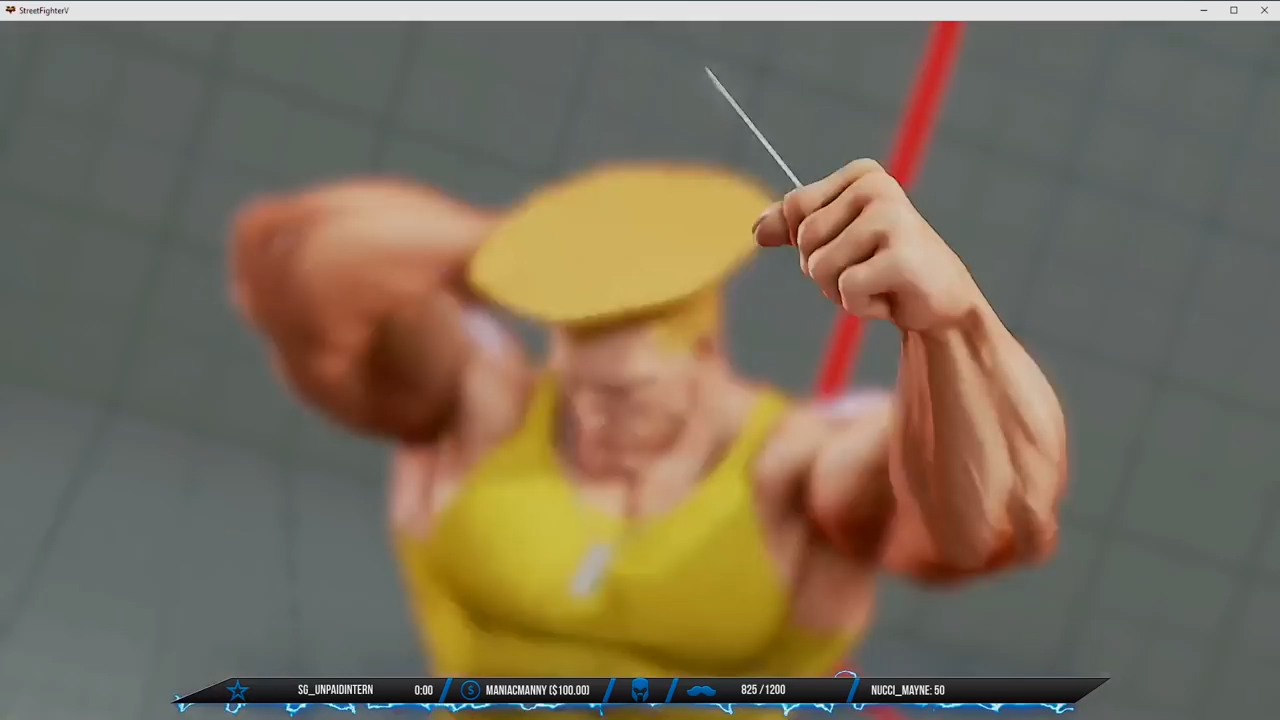 StreetFighterV
SG_UNPAIDINTERN 0:00 MANIACMANNY ($100.00) 825 / 1200 NUCCI_MAYNE: 50